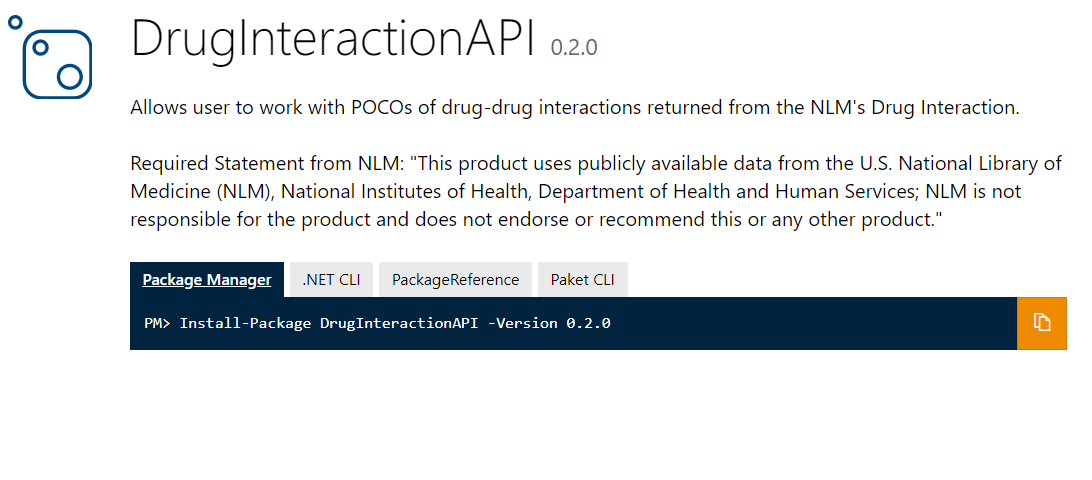 DrugInteractionAPI 0.2.0
Allows user to work with POCOs of drug-drug interactions returned from the NLM's Drug Interaction.
Required Statement from NLM: "This product uses publicly available data from the U.S. National Library of
Medicine (NLM), National Institutes of Health, Department of Health and Human Services; NLM is not
responsible for the product and does not endorse or recommend this or any other product."
Package Manager .NET CLI PackageReference Paket CLI
PM> Install-Package DrugInteractionAPI -Version 0.2.0